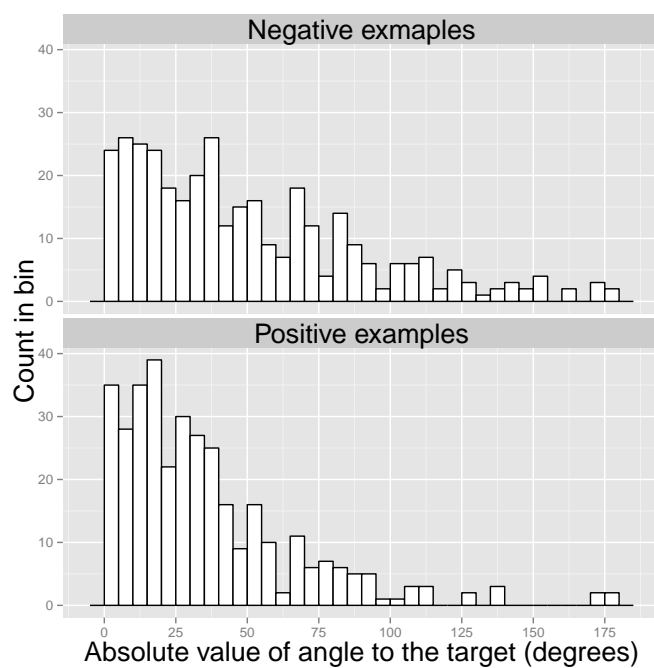 Negative exmaples
40
30
20
10
0
Positive examples
40
30
20
10
0
Count in bin
0 25 50 75 100 125 150 175
Absolute value of angle to the target (degrees)